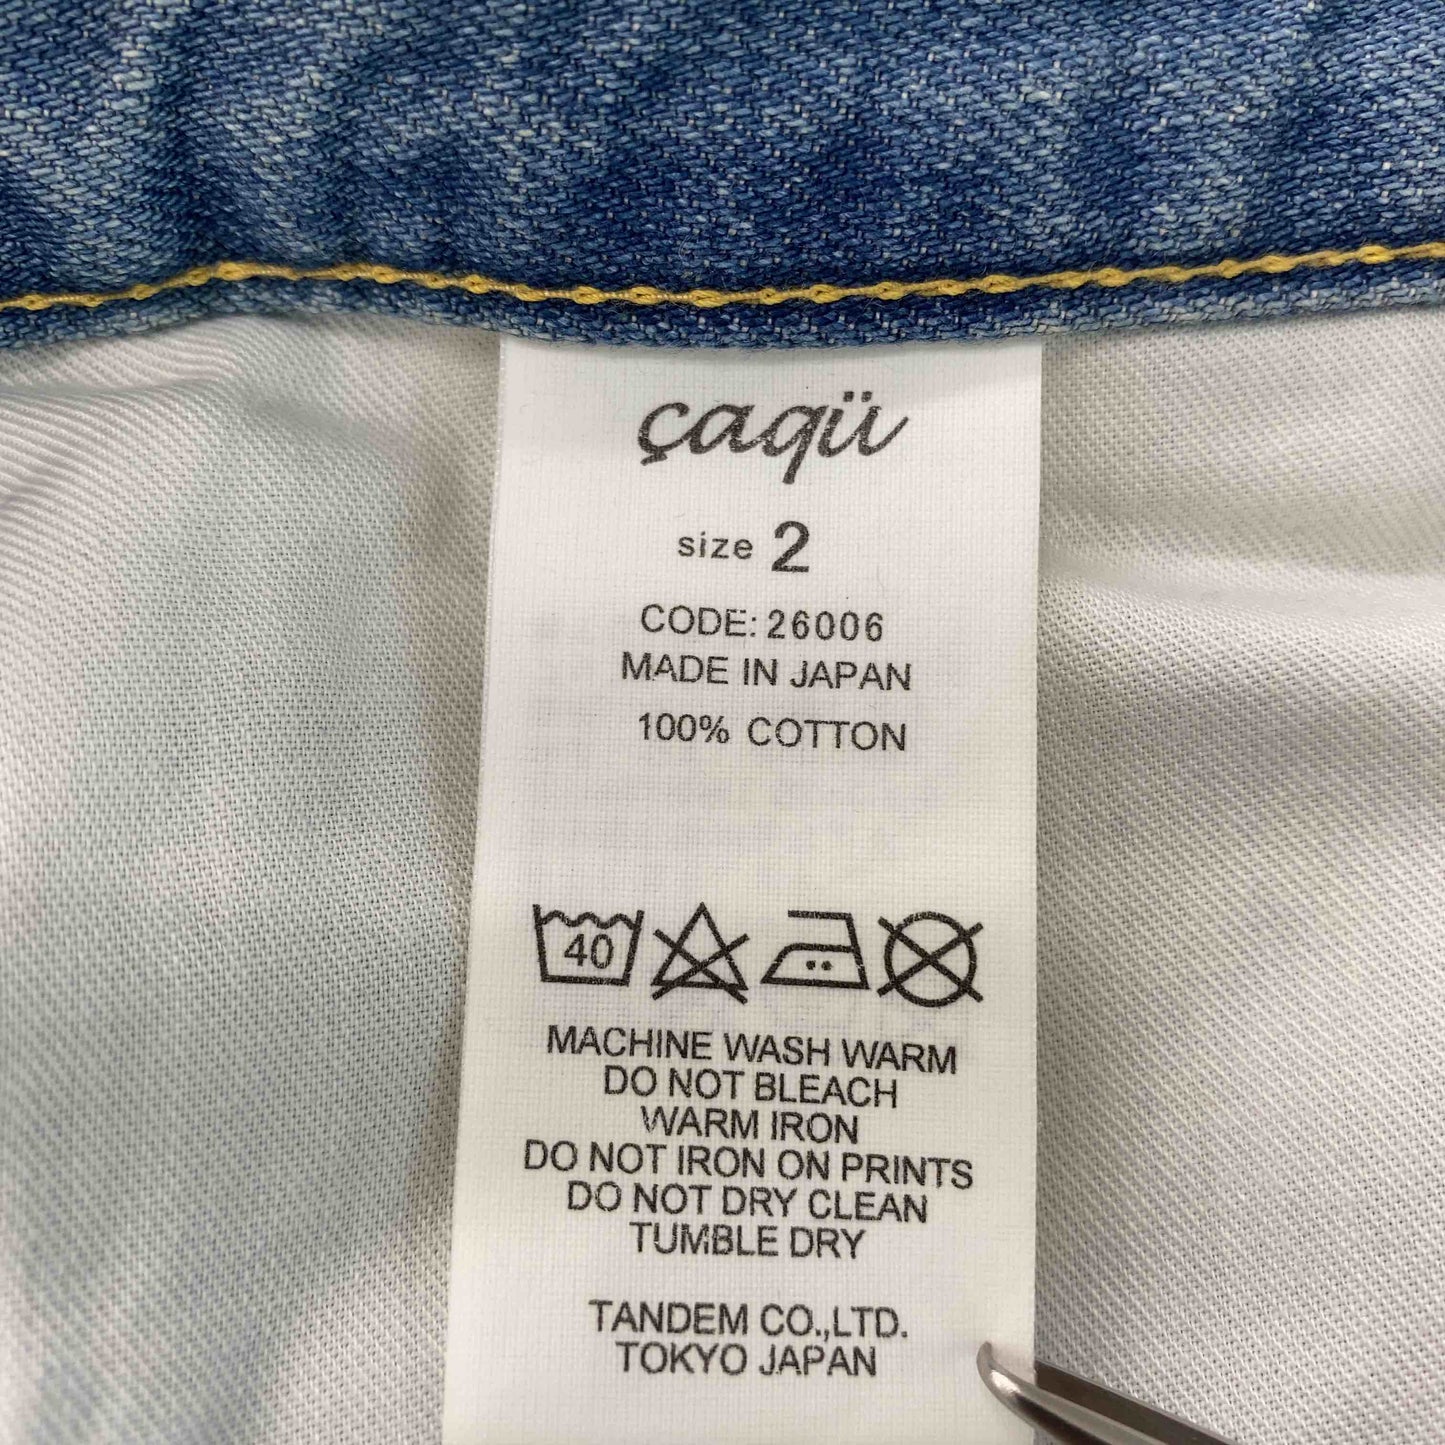 çaqü
size 2
CODE: 26006
MADE IN JAPAN
100% COTTON
40
MACHINE WASH WARM
DO NOT BLEACH
WARM IRON
DO NOT IRON ON PRINTS
DO NOT DRY CLEAN
TUMBLE DRY
TANDEM CO.,LTD.
TOKYO JAPAN